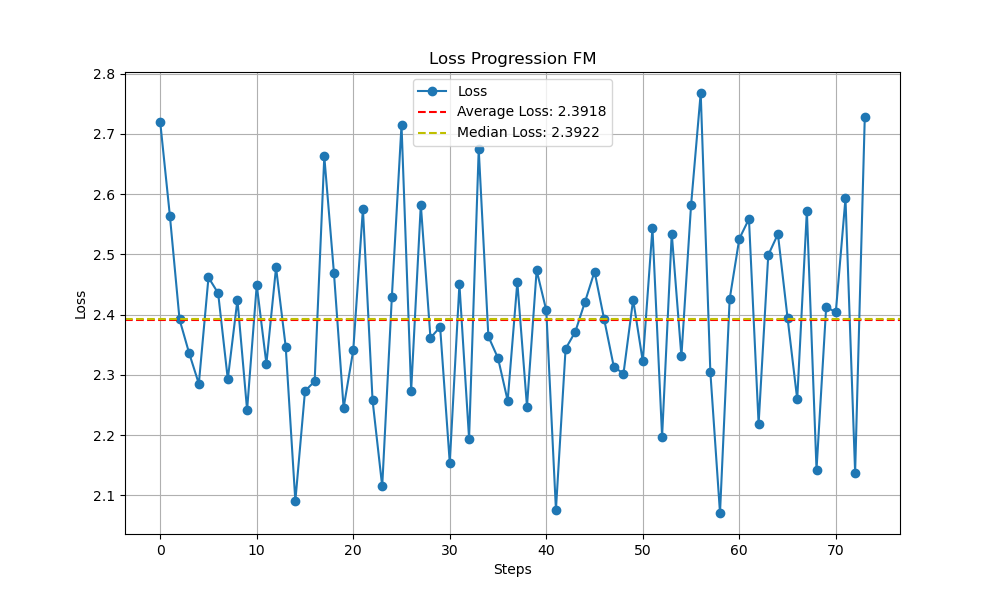 Loss Progression FM
Loss
Average Loss: 2.3918
Median Loss: 2.3922
2.8
2.7
2.6
2.5
2.4
2.3
2.2
2.1
Loss
0 10 20 30 40 50 60 70
Steps